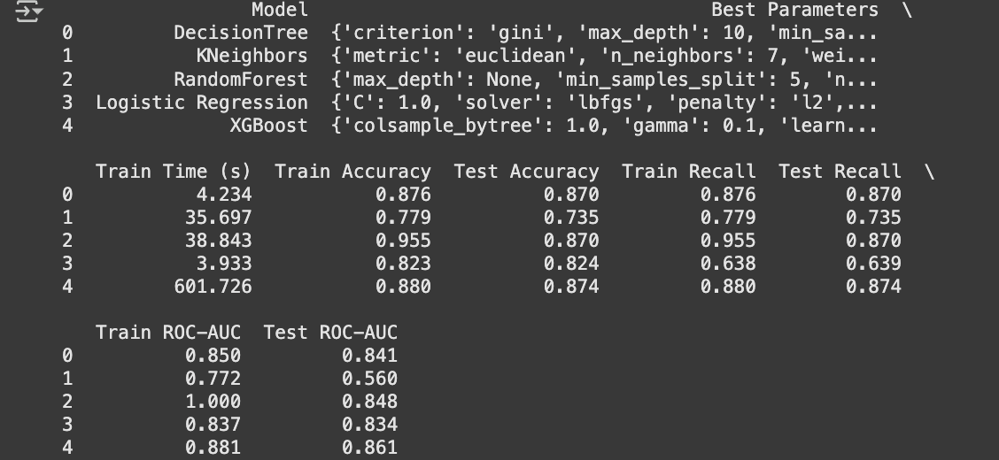 Model Best Parameters \
0 DecisionTree {'criterion': 'gini', 'max_depth': 10, 'min_sa...
1 KNeighbors {'metric': 'euclidean', 'n_neighbors': 7, 'wei...
2 RandomForest {'max_depth': None, 'min_samples_split': 5, 'n...
3 Logistic Regression {'C': 1.0, 'solver': 'lbfgs', 'penalty': 'l2',...
4 XGBoost {'colsample_bytree': 1.0, 'gamma': 0.1, 'learn...
Train Time (s) Train Accuracy Test Accuracy Train Recall Test Recall \
0 4.234 0.876 0.870 0.876 0.870
1 35.697 0.779 0.735 0.779 0.735
2 38.843 0.955 0.870 0.955 0.870
3 3.933 0.823 0.824 0.638 0.639
4 601.726 0.880 0.874 0.880 0.874
Train ROC-AUC Test ROC-AUC
0 0.850 0.841
1 0.772 0.560
2 1.000 0.848
3 0.837 0.834
4 0.881 0.861